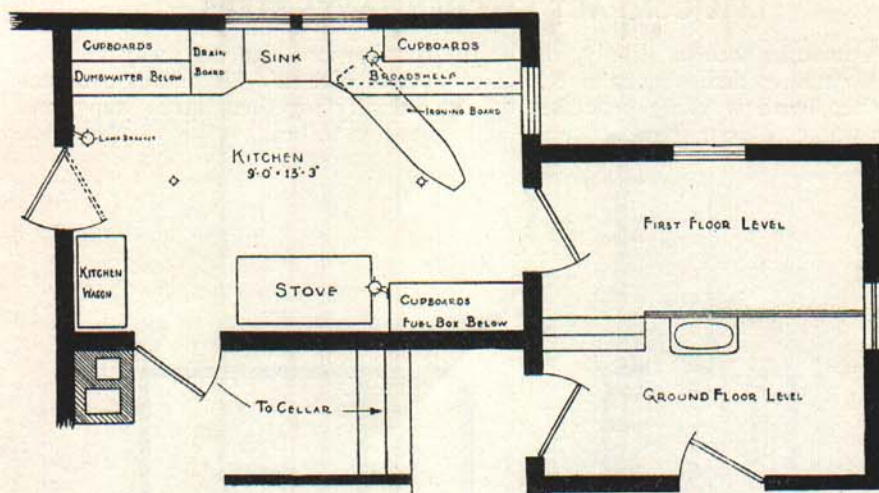 CUPBOARDS
DUMBWAITER BELOW
DRAIN
BOARD
SINK
CUPBOARDS
BROADSHELF
IRONING BOARD
LAMP BRACKET
KITCHEN
9'-0" × 13'-3"
FIRST FLOOR LEVEL
KITCHEN
WAGON
STOVE
CUPBOARDS
FUEL BOX BELOW
TO CELLAR
GROUND FLOOR LEVEL